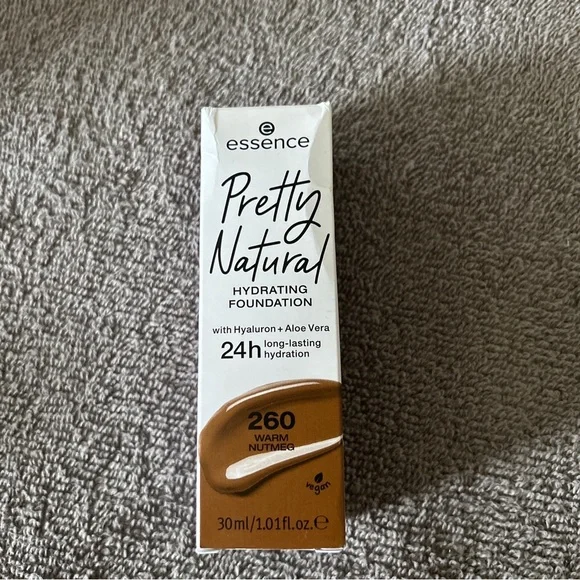 essence
Pretty
Natural
HYDRATING
FOUNDATION
with Hyaluron + Aloe Vera
24h long-lasting
hydration
260
WARM
NUTMEG
vegan
30ml/1.01fl.oz.℮